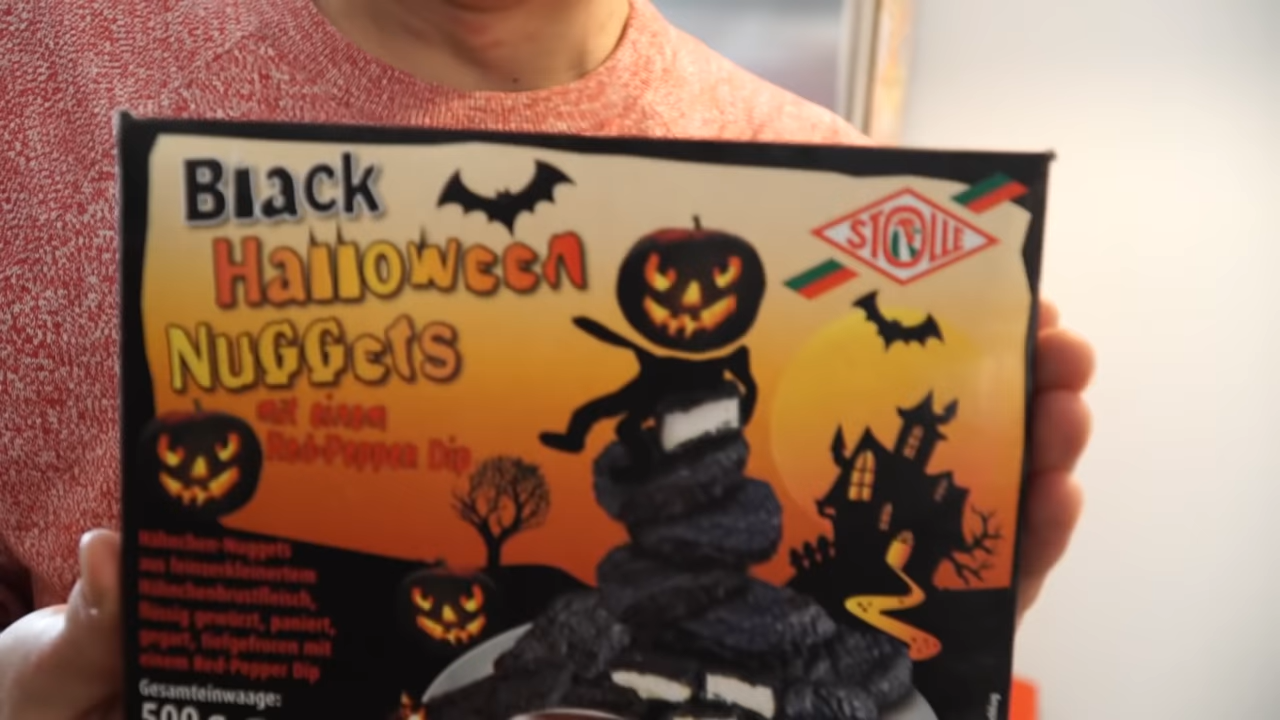 Black
Halloween
Nuggets
mit einem
Red-Pepper Dip
STOLLE
Hähnchen-Nuggets
aus feinzerkleinertem
Hähnchenbrustfleisch,
flüssig gewürzt, paniert,
gegart, tiefgefroren mit
einem Red-Pepper Dip
Gesamteinwaage:
500 g